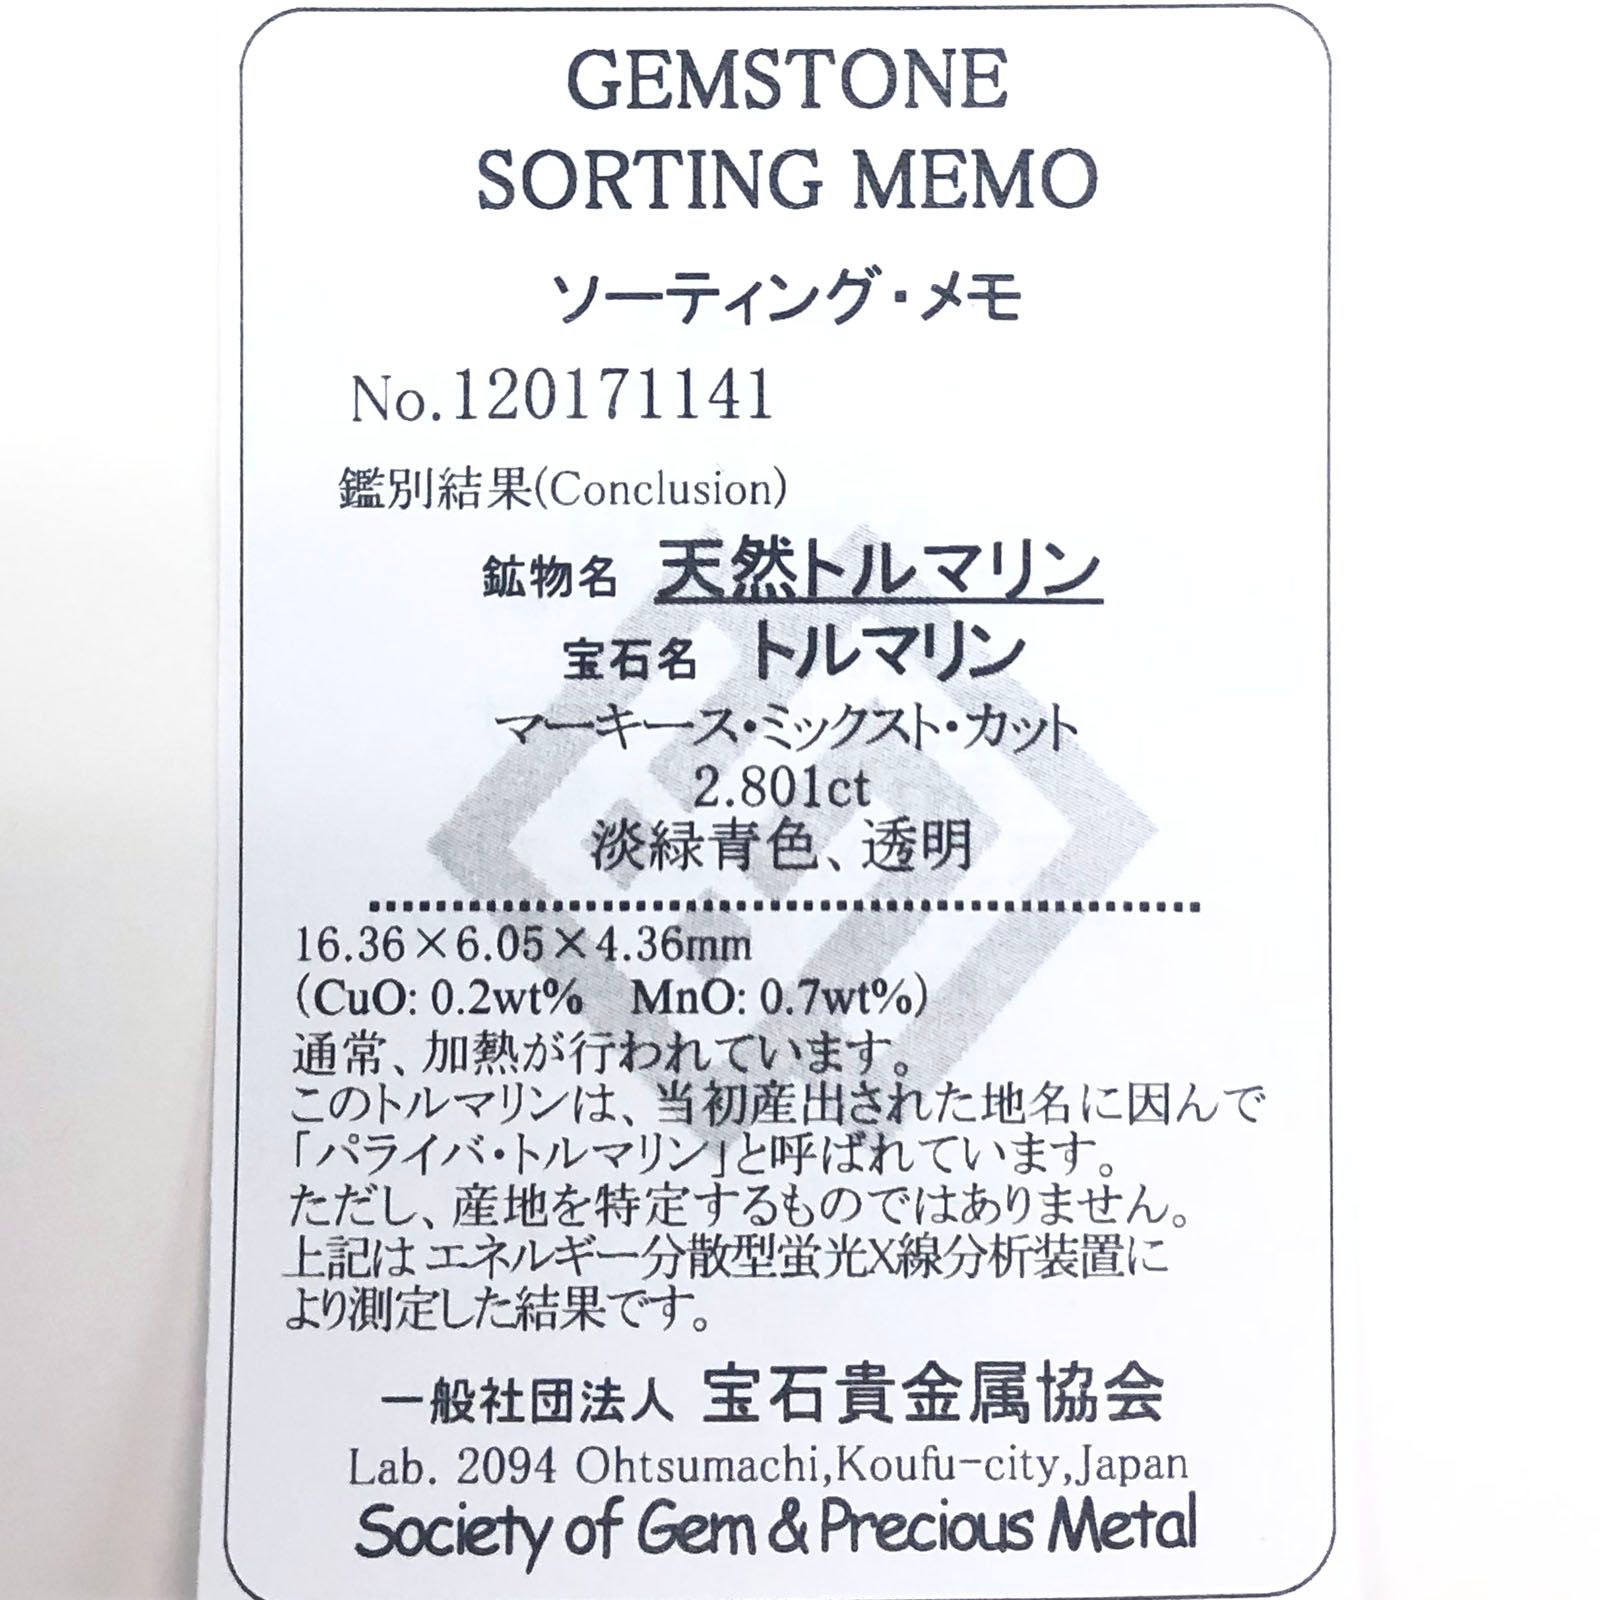 GEMSTONE
SORTING MEMO
ソーティング・メモ
No.120171141
鑑別結果(Conclusion)
鉱物名 天然トルマリン
宝石名 トルマリン
マーキース・ミックスト・カット
2.801ct
淡緑青色、透明
16.36×6.05×4.36mm
(CuO: 0.2wt% MnO: 0.7wt%)
通常、加熱が行われています。
このトルマリンは、当初産出された地名に因んで
「パライバ・トルマリン」と呼ばれています。
ただし、産地を特定するものではありません。
上記はエネルギー分散型蛍光X線分析装置に
より測定した結果です。
一般社団法人 宝石貴金属協会
Lab. 2094 Ohtsumachi,Koufu-city,Japan
Society of Gem & Precious Metal